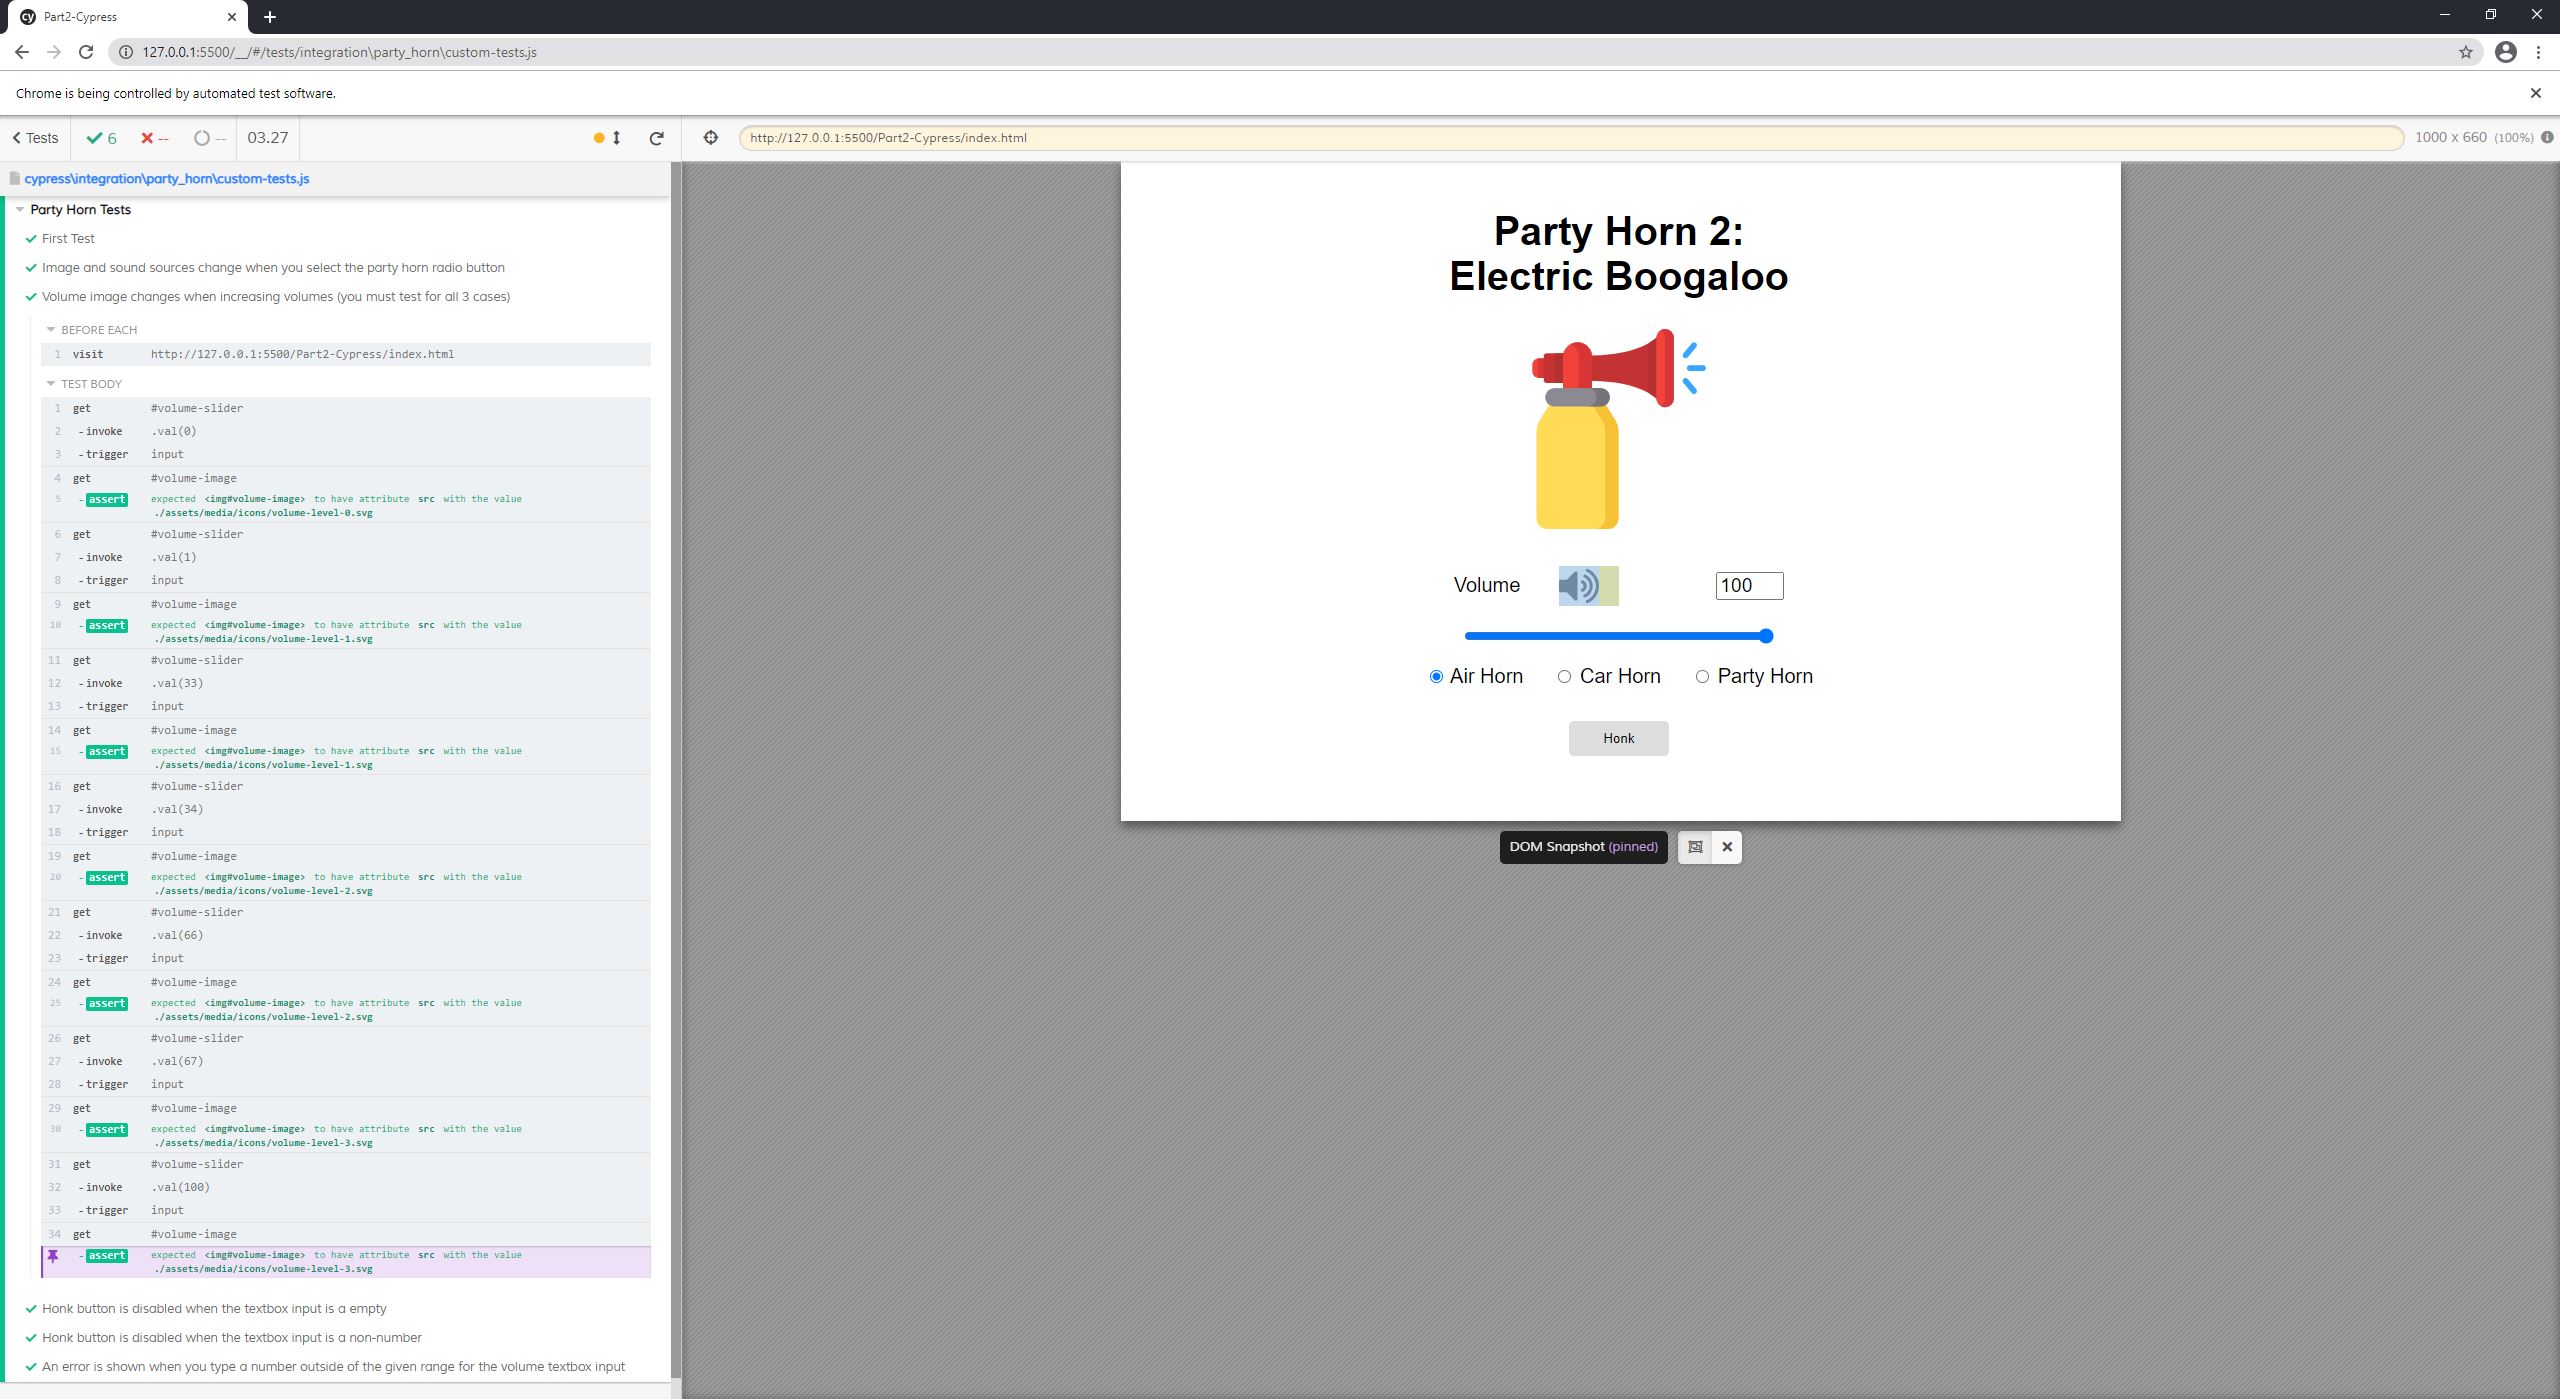 Part2-Cypress
127.0.0.1:5500/__/#/tests/integration\party_horn\custom-tests.js
Chrome is being controlled by automated test software.
Tests 6 -- -- 03.27
http://127.0.0.1:5500/Part2-Cypress/index.html 1000 x 660 (100%)
cypress\integration\party_horn\custom-tests.js
Party Horn Tests
First Test
Image and sound sources change when you select the party horn radio button
Volume image changes when increasing volumes (you must test for all 3 cases)
BEFORE EACH
1 visit http://127.0.0.1:5500/Part2-Cypress/index.html
TEST BODY
1 get #volume-slider
2 -invoke .val(0)
3 -trigger input
4 get #volume-image
5 -assert expected <img#volume-image> to have attribute src with the value
./assets/media/icons/volume-level-0.svg
6 get #volume-slider
7 -invoke .val(1)
8 -trigger input
9 get #volume-image
10 -assert expected <img#volume-image> to have attribute src with the value
./assets/media/icons/volume-level-1.svg
11 get #volume-slider
12 -invoke .val(33)
13 -trigger input
14 get #volume-image
15 -assert expected <img#volume-image> to have attribute src with the value
./assets/media/icons/volume-level-1.svg
16 get #volume-slider
17 -invoke .val(34)
18 -trigger input
19 get #volume-image
20 -assert expected <img#volume-image> to have attribute src with the value
./assets/media/icons/volume-level-2.svg
21 get #volume-slider
22 -invoke .val(66)
23 -trigger input
24 get #volume-image
25 -assert expected <img#volume-image> to have attribute src with the value
./assets/media/icons/volume-level-2.svg
26 get #volume-slider
27 -invoke .val(67)
28 -trigger input
29 get #volume-image
30 -assert expected <img#volume-image> to have attribute src with the value
./assets/media/icons/volume-level-3.svg
31 get #volume-slider
32 -invoke .val(100)
33 -trigger input
34 get #volume-image
-assert expected <img#volume-image> to have attribute src with the value
./assets/media/icons/volume-level-3.svg
Honk button is disabled when the textbox input is a empty
Honk button is disabled when the textbox input is a non-number
An error is shown when you type a number outside of the given range for the volume textbox input
Party Horn 2:
Electric Boogaloo
Volume 100
Air Horn Car Horn Party Horn
Honk
DOM Snapshot (pinned)